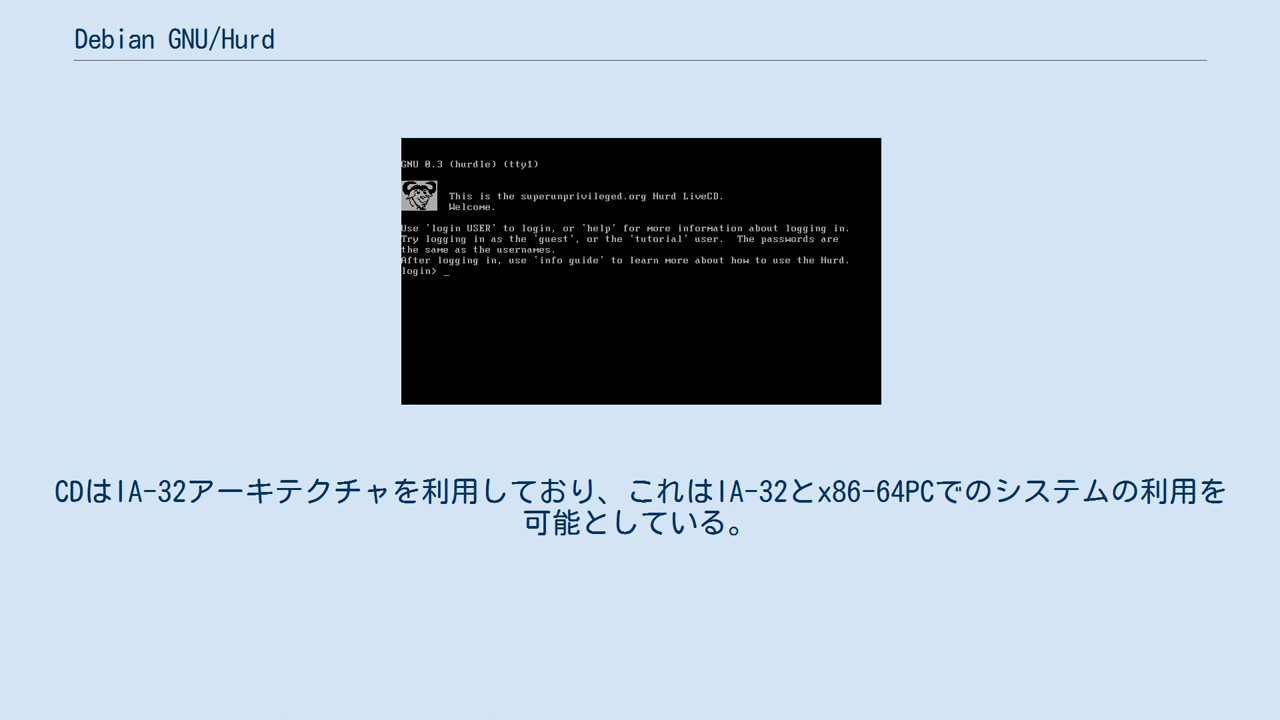 Debian GNU/Hurd
GNU 0.3 (hurdle) (tty1)
This is the superunprivileged.org Hurd LiveCD.
Welcome.
Use 'login USER' to login, or 'help' for more information about logging in.
Try logging in as the 'guest', or the 'tutorial' user.  The passwords are
the same as the usernames.
After logging in, use 'info guide' to learn more about how to use the Hurd.
login> _
CDはIA-32アーキテクチャを利用しており、これはIA-32とx86-64PCでのシステムの利用を
可能としている。